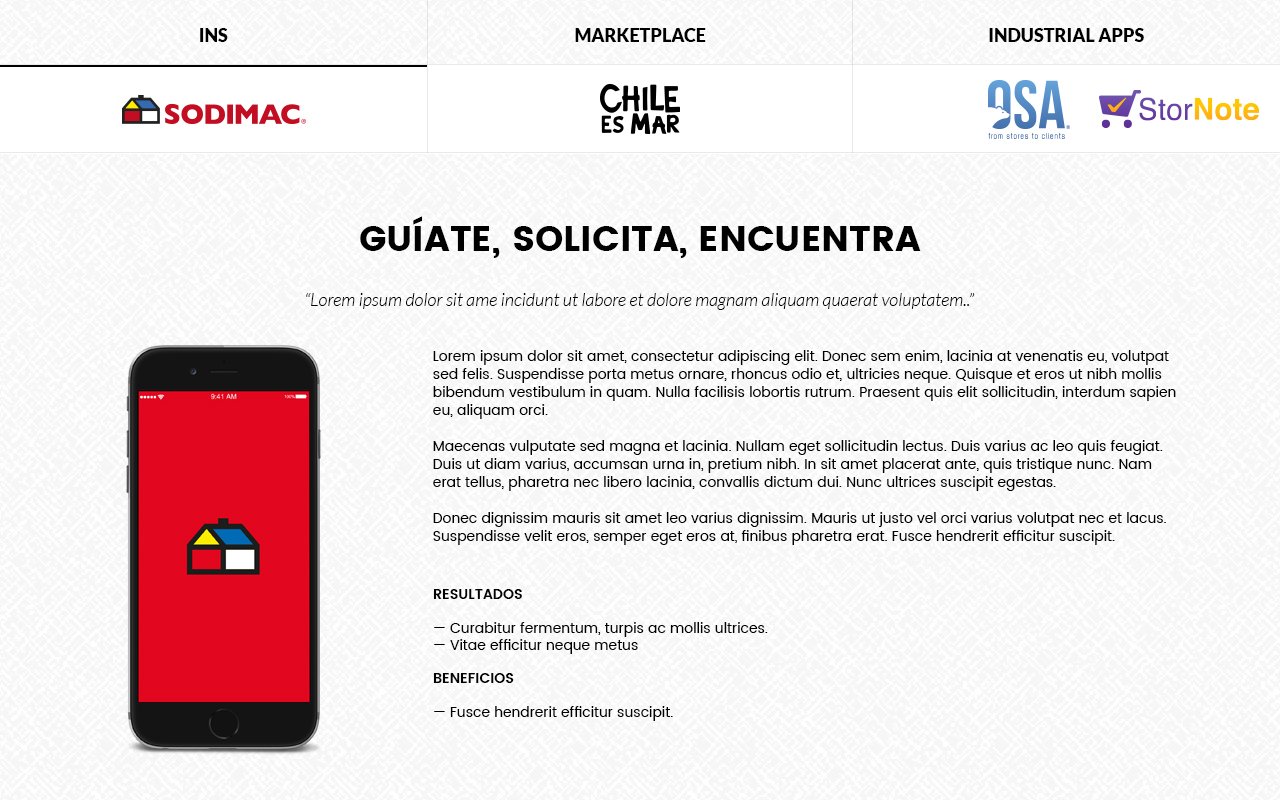 INS
MARKETPLACE
INDUSTRIAL APPS
SODIMAC®
CHILE
ES MAR
OSA®
from stores to clients
StorNote
GUÍATE, SOLICITA, ENCUENTRA
“Lorem ipsum dolor sit ame incidunt ut labore et dolore magnam aliquam quaerat voluptatem..”
9:41 AM
100%
Lorem ipsum dolor sit amet, consectetur adipiscing elit. Donec sem enim, lacinia at venenatis eu, volutpat
sed felis. Suspendisse porta metus ornare, rhoncus odio et, ultricies neque. Quisque et eros ut nibh mollis
bibendum vestibulum in quam. Nulla facilisis lobortis rutrum. Praesent quis elit sollicitudin, interdum sapien
eu, aliquam orci.
Maecenas vulputate sed magna et lacinia. Nullam eget sollicitudin lectus. Duis varius ac leo quis feugiat.
Duis ut diam varius, accumsan urna in, pretium nibh. In sit amet placerat ante, quis tristique nunc. Nam
erat tellus, pharetra nec libero lacinia, convallis dictum dui. Nunc ultrices suscipit egestas.
Donec dignissim mauris sit amet leo varius dignissim. Mauris ut justo vel orci varius volutpat nec et lacus.
Suspendisse velit eros, semper eget eros at, finibus pharetra erat. Fusce hendrerit efficitur suscipit.
RESULTADOS
— Curabitur fermentum, turpis ac mollis ultrices.
— Vitae efficitur neque metus
BENEFICIOS
— Fusce hendrerit efficitur suscipit.